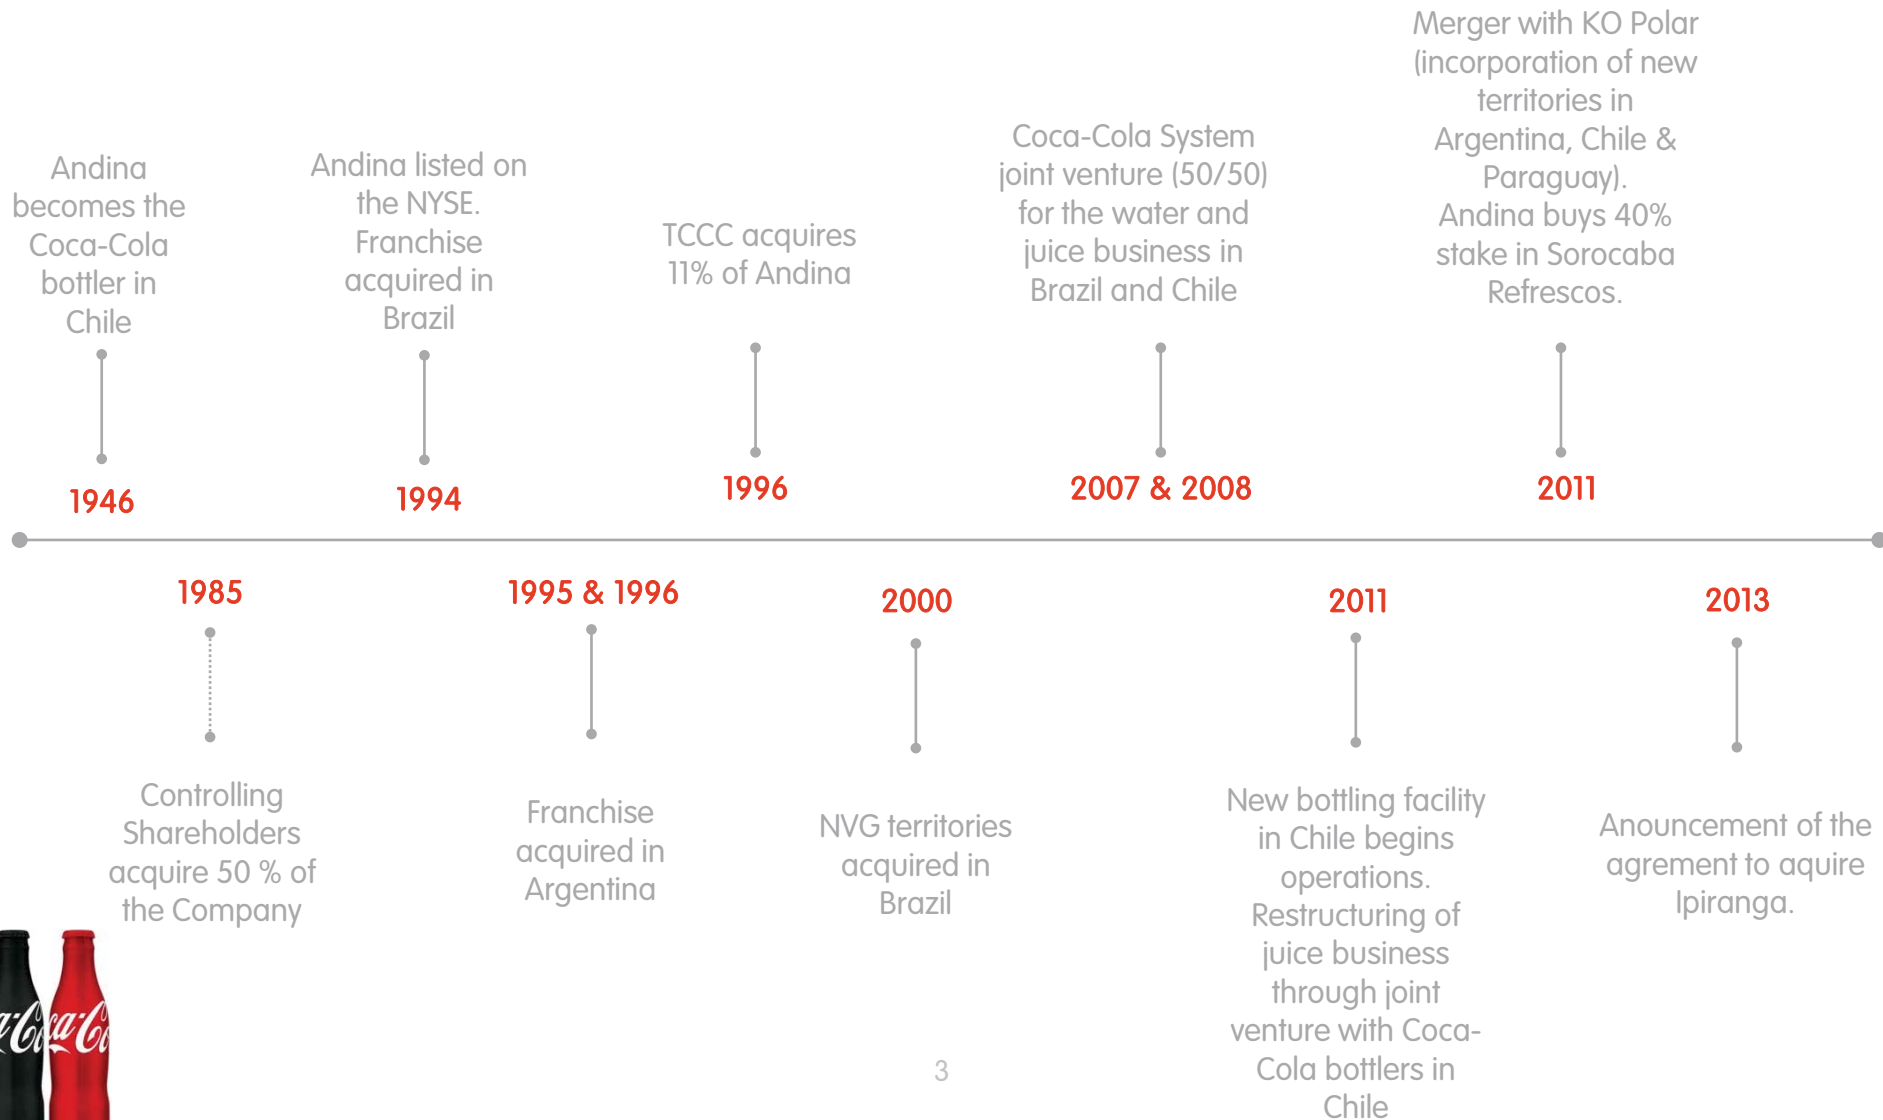 Andina
becomes the
Coca-Cola
bottler in
Chile
1946
Controlling
Shareholders
acquire 50 % of
the Company
1985
Andina listed on
the NYSE.
Franchise
acquired in
Brazil
1994
Franchise
acquired in
Argentina
1995 & 1996
TCCC acquires
11% of Andina
1996
NVG territories
acquired in
Brazil
2000
Coca-Cola System
joint venture (50/50)
for the water and
juice business in
Brazil and Chile
2007 & 2008
2011
New bottling facility
in Chile begins
operations.
Restructuring of
juice business
through joint
venture with Coca-
Cola bottlers in
Chile
Merger with KO Polar
(incorporation of new
territories in
Argentina, Chile &
Paraguay).
Andina buys 40%
stake in Sorocaba
Refrescos.
2011
2013
Anouncement of the
agrement to aquire
Ipiranga.
3